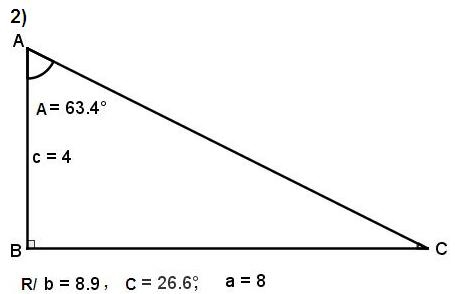 2)
A
A = 63.4°
c = 4
B
C
R/ b = 8.9 , C = 26.6°; a = 8